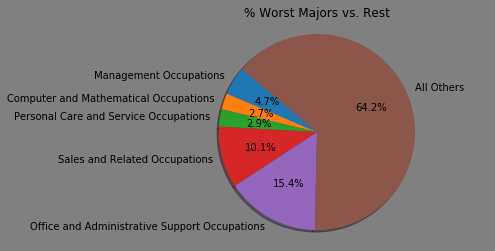 % Worst Majors vs. Rest
Management Occupations
4.7%
Computer and Mathematical Occupations
2.7%
Personal Care and Service Occupations
2.9%
Sales and Related Occupations
10.1%
Office and Administrative Support Occupations
15.4%
All Others
64.2%